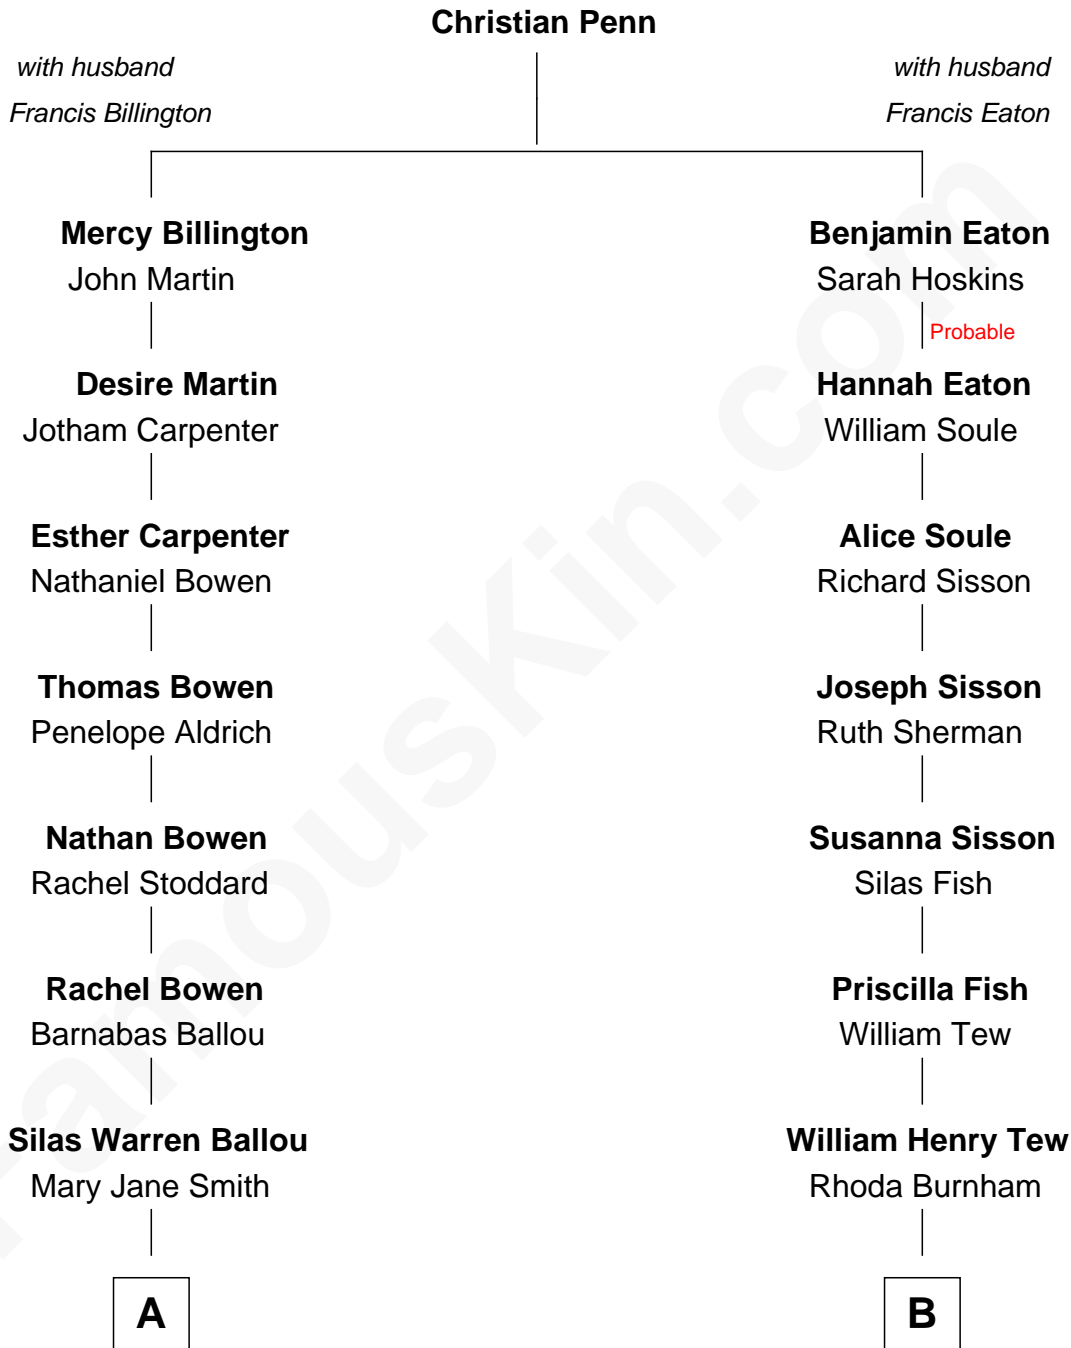 Christian Penn
with husband
Francis Billington
with husband
Francis Eaton
Mercy Billington
John Martin
Benjamin Eaton
Sarah Hoskins
Probable
Desire Martin
Jotham Carpenter
Hannah Eaton
William Soule
Esther Carpenter
Nathaniel Bowen
Alice Soule
Richard Sisson
Thomas Bowen
Penelope Aldrich
Joseph Sisson
Ruth Sherman
Nathan Bowen
Rachel Stoddard
Susanna Sisson
Silas Fish
Rachel Bowen
Barnabas Ballou
Priscilla Fish
William Tew
Silas Warren Ballou
Mary Jane Smith
William Henry Tew
Rhoda Burnham
A
B
FamousKin.com